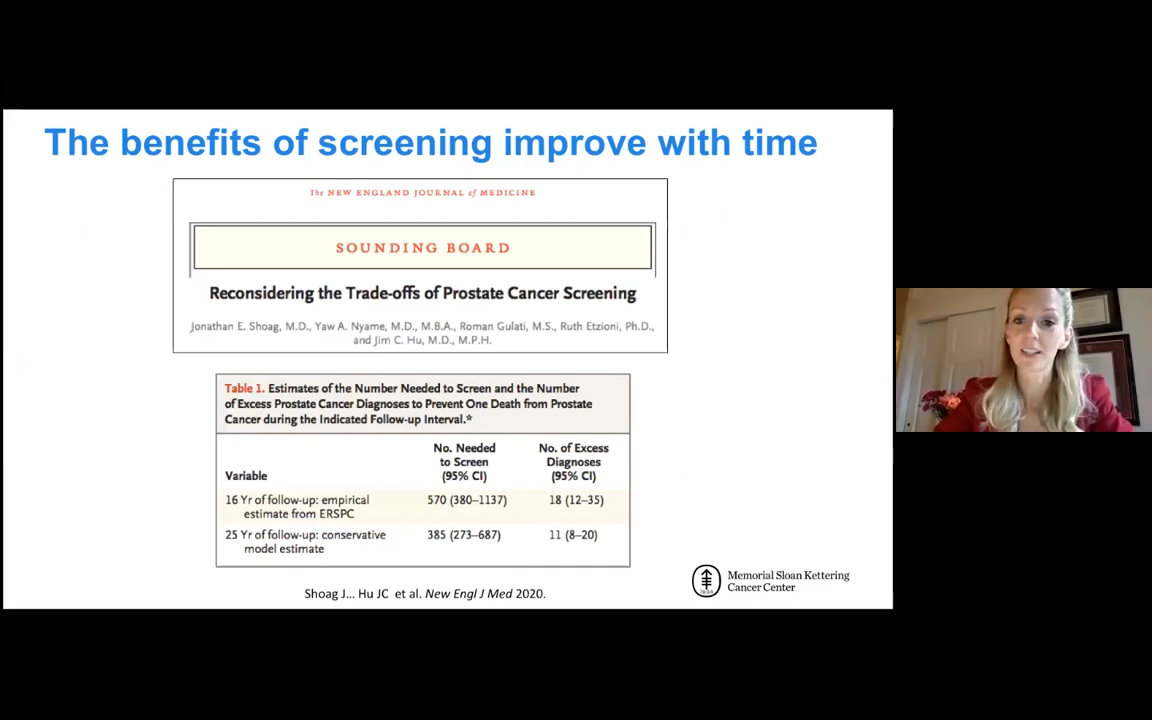 The benefits of screening improve with time
The NEW ENGLAND JOURNAL of MEDICINE
SOUNDING BOARD
Reconsidering the Trade-offs of Prostate Cancer Screening
Jonathan E. Shoag, M.D., Yaw A. Nyame, M.D., M.B.A., Roman Gulati, M.S., Ruth Etzioni, Ph.D.,
and Jim C. Hu, M.D., M.P.H.
Table 1. Estimates of the Number Needed to Screen and the Number
of Excess Prostate Cancer Diagnoses to Prevent One Death from Prostate
Cancer during the Indicated Follow-up Interval.*
Variable
No. Needed
to Screen
(95% CI)
No. of Excess
Diagnoses
(95% CI)
16 Yr of follow-up: empirical
estimate from ERSPC
570 (380–1137)
18 (12–35)
25 Yr of follow-up: conservative
model estimate
385 (273–687)
11 (8–20)
Shoag J... Hu JC et al. New Engl J Med 2020.
Memorial Sloan Kettering
Cancer Center